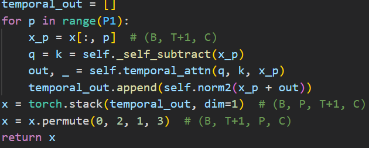 temporal_out = []
for p in range(P1):
    x_p = x[:, p]  # (B, T+1, C)
    q = k = self._self_subtract(x_p)
    out, _ = self.temporal_attn(q, k, x_p)
    temporal_out.append(self.norm2(x_p + out))
x = torch.stack(temporal_out, dim=1)  # (B, P, T+1, C)
x = x.permute(0, 2, 1, 3)  # (B, T+1, P, C)
return x